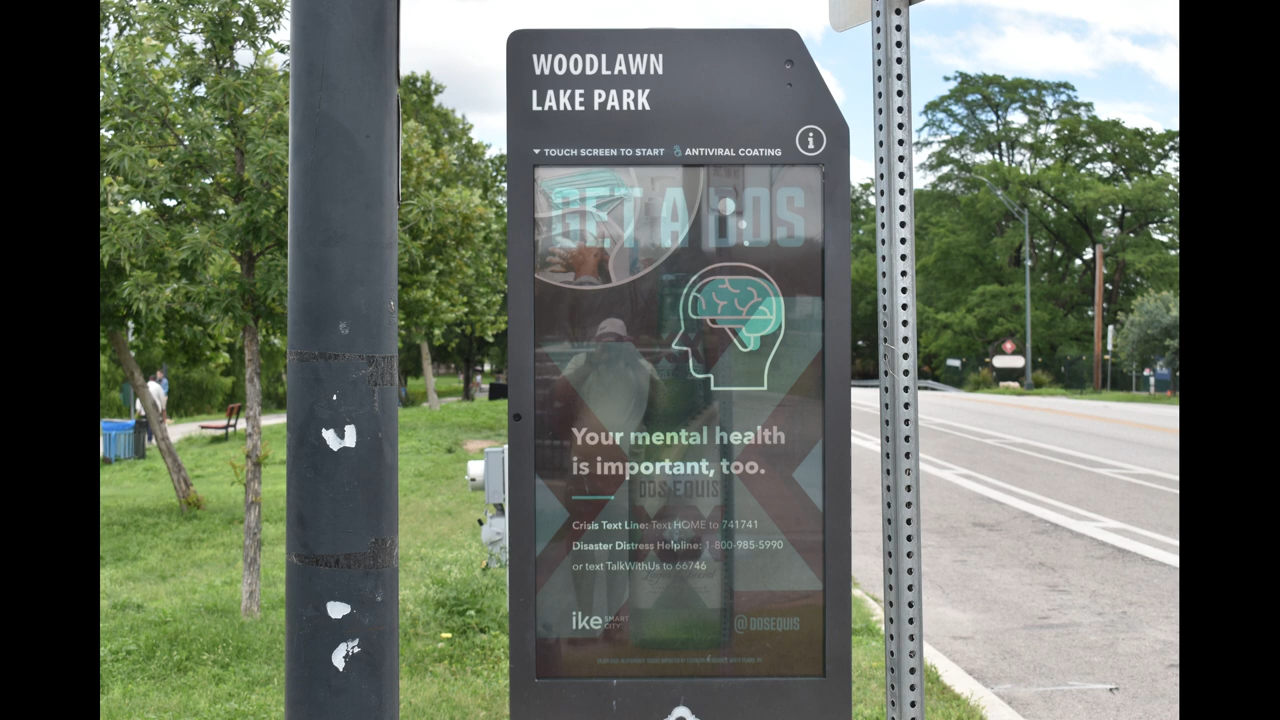 WOODLAWN
LAKE PARK
TOUCH SCREEN TO START ANTIVIRAL COATING
i
GET A DOS
Your mental health
is important, too.
DOS EQUIS
Crisis Text Line: Text HOME to 741741
Disaster Distress Helpline: 1-800-985-5990
or text TalkWithUs to 66746
ike SMART
CITY
@DOSEQUIS